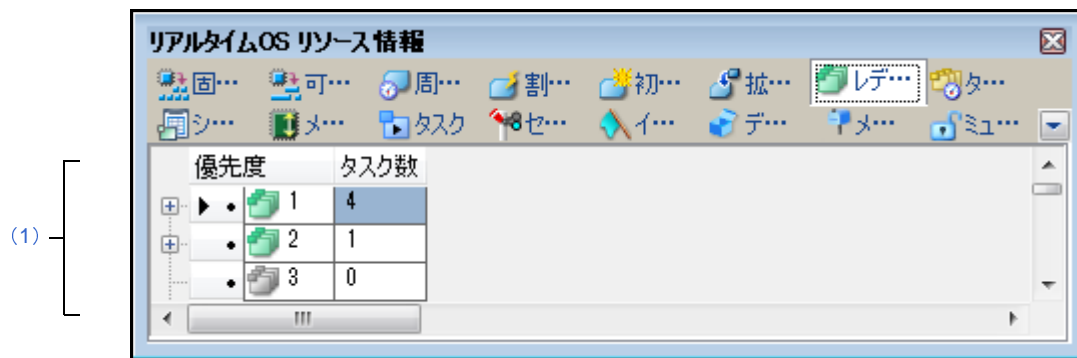 リアルタイムOS リソース情報
固… 可… 周… 割… 初… 拡… レデ… タ…
シ… メ… タスク セ… イ… デ… メ… ミュ…
優先度 タスク数
1 4
(1)
2 1
3 0